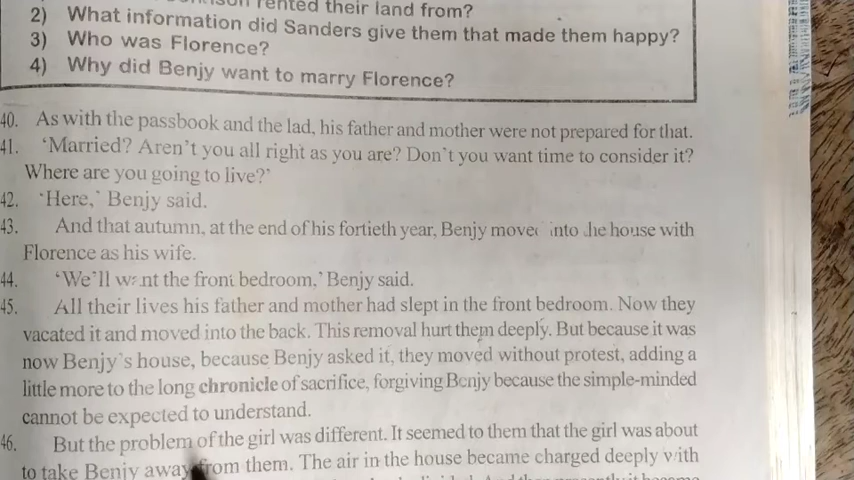 rented their land from?
2) What information did Sanders give them that made them happy?
3) Who was Florence?
4) Why did Benjy want to marry Florence?
40. As with the passbook and the lad, his father and mother were not prepared for that.
41. ‘Married? Aren’t you all right as you are? Don’t you want time to consider it?
Where are you going to live?’
42. ‘Here,’ Benjy said.
43. And that autumn, at the end of his fortieth year, Benjy moved into the house with
Florence as his wife.
44. ‘We’ll want the front bedroom,’ Benjy said.
45. All their lives his father and mother had slept in the front bedroom. Now they
vacated it and moved into the back. This removal hurt them deeply. But because it was
now Benjy’s house, because Benjy asked it, they moved without protest, adding a
little more to the long chronicle of sacrifice, forgiving Benjy because the simple-minded
cannot be expected to understand.
46. But the problem of the girl was different. It seemed to them that the girl was about
to take Benjy away from them. The air in the house became charged deeply with